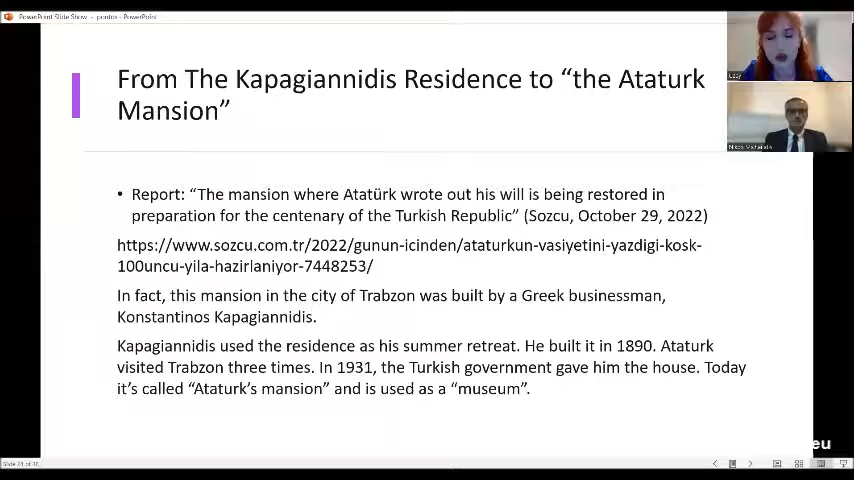 PowerPoint Slide Show - pontos - PowerPoint
From The Kapagiannidis Residence to “the Ataturk
Mansion”
• Report: “The mansion where Atatürk wrote out his will is being restored in
preparation for the centenary of the Turkish Republic” (Sozcu, October 29, 2022)
https://www.sozcu.com.tr/2022/gunun-icinden/ataturkun-vasiyetini-yazdigi-kosk-
100uncu-yila-hazirlaniyor-7448253/
In fact, this mansion in the city of Trabzon was built by a Greek businessman,
Konstantinos Kapagiannidis.
Kapagiannidis used the residence as his summer retreat. He built it in 1890. Ataturk
visited Trabzon three times. In 1931, the Turkish government gave him the house. Today
it’s called “Ataturk’s mansion” and is used as a “museum”.
Uzay
Nikos Michailidis
eu